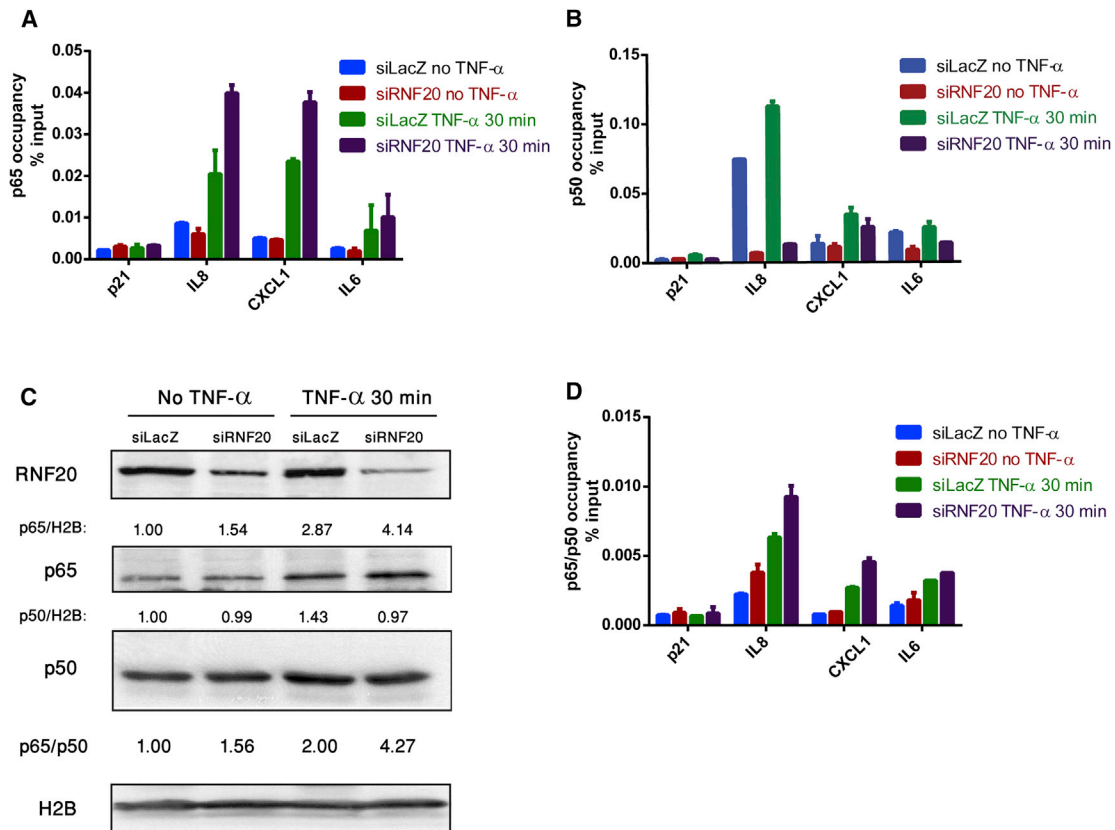 A
p65 occupancy
% input
0.05
0.04
0.03
0.02
0.01
0.00
p21
IL8
CXCL1
IL6
siLacZ no TNF-α
siRNF20 no TNF-α
siLacZ TNF-α 30 min
siRNF20 TNF-α 30 min
B
p50 occupancy
% input
0.15
0.10
0.05
0.00
p21
IL8
CXCL1
IL6
siLacZ no TNF-α
siRNF20 no TNF-α
siLacZ TNF-α 30 min
siRNF20 TNF-α 30 min
C
No TNF-α TNF-α 30 min
siLacZ siRNF20 siLacZ siRNF20
RNF20
p65/H2B: 1.00 1.54 2.87 4.14
p65
p50/H2B: 1.00 0.99 1.43 0.97
p50
p65/p50 1.00 1.56 2.00 4.27
H2B
D
p65/p50 occupancy
% input
0.015
0.010
0.005
0.000
p21
IL8
CXCL1
IL6
siLacZ no TNF-α
siRNF20 no TNF-α
siLacZ TNF-α 30 min
siRNF20 TNF-α 30 min